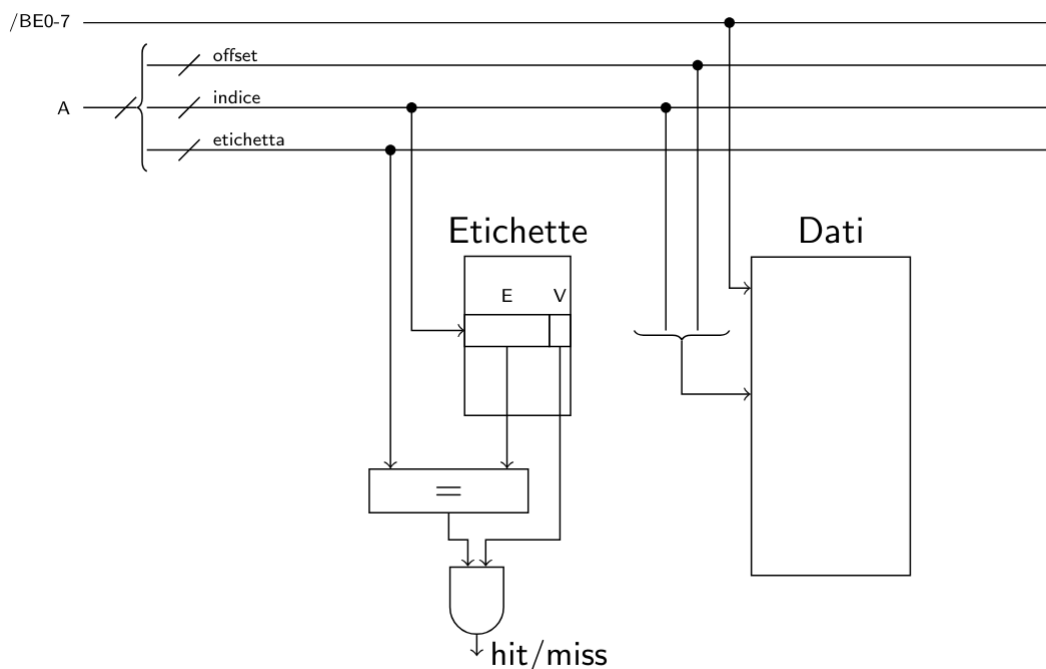 /BE0-7
offset
A
indice
etichetta
Etichette
Dati
E
V
=
hit/miss